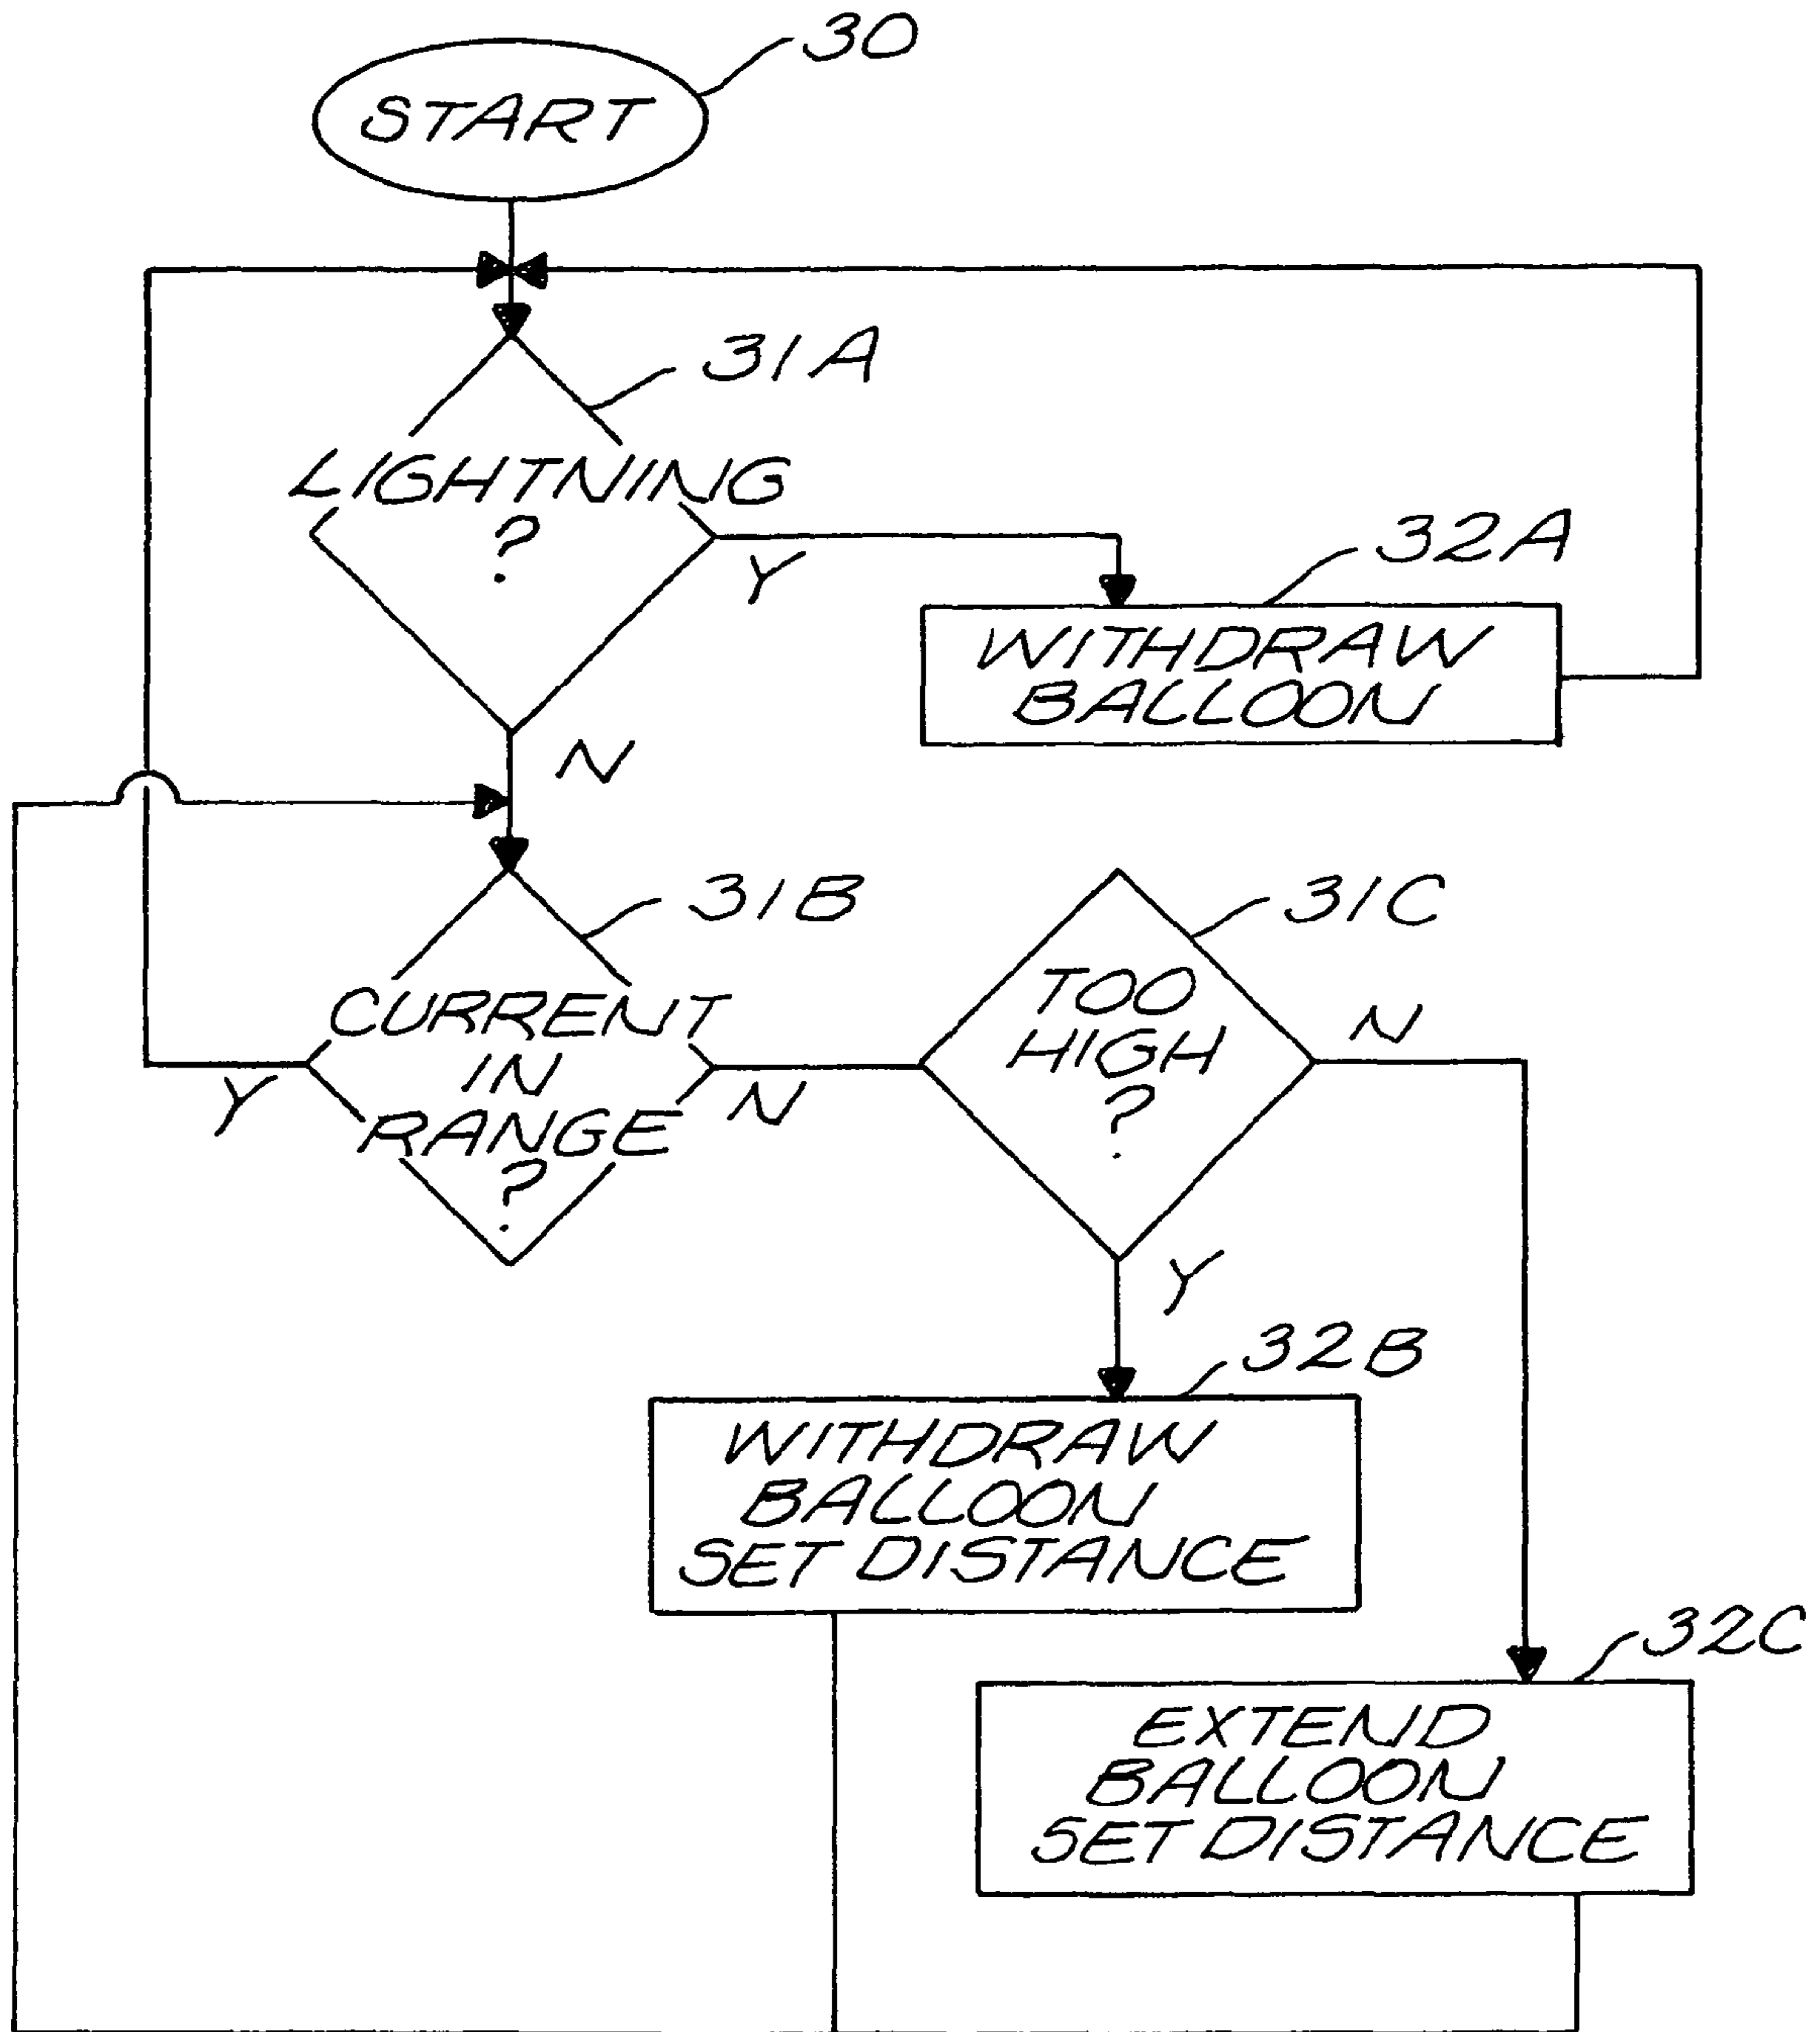 30
START
31A
LIGHTNING
?
Y
32A
WITHDRAW
BALLOON
N
31B
31C
CURRENT
IN
RANGE
?
Y
N
TOO
HIGH
?
N
Y
32B
WITHDRAW
BALLOON
SET DISTANCE
32C
EXTEND
BALLOON
SET DISTANCE